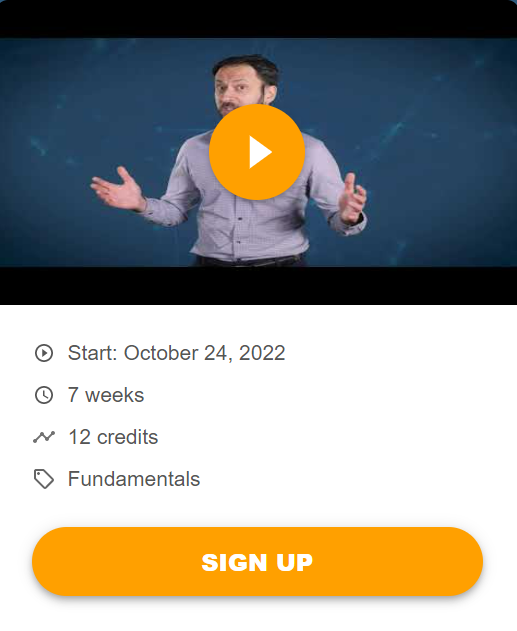 Start: October 24, 2022
7 weeks
12 credits
Fundamentals
SIGN UP